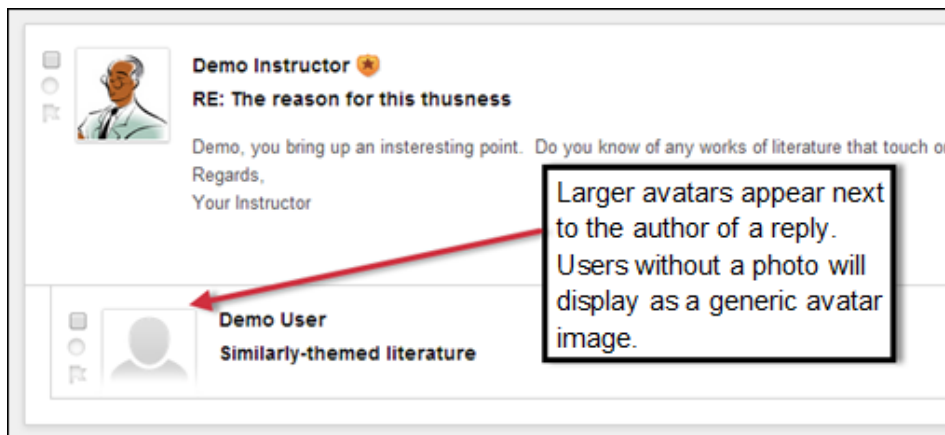 Demo Instructor
RE: The reason for this thusness
Demo, you bring up an insteresting point. Do you know of any works of literature that touch
Regards,
Your Instructor
Larger avatars appear next
to the author of a reply.
Users without a photo will
display as a generic avatar
image.
Demo User
Similarly-themed literature